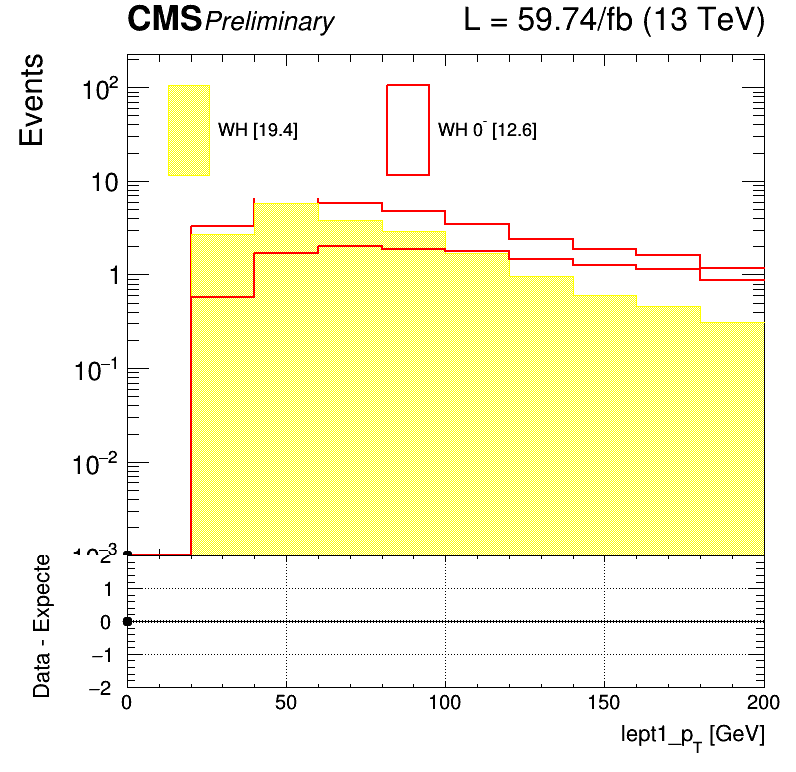 CMS Preliminary L = 59.74/fb (13 TeV)
Events
10²
WH [19.4]
WH 0⁻ [12.6]
10
1
10⁻¹
10⁻²
10⁻³
Data - Expecte
2
1
0
−1
−2
0 50 100 150 200
lept1_p_T [GeV]